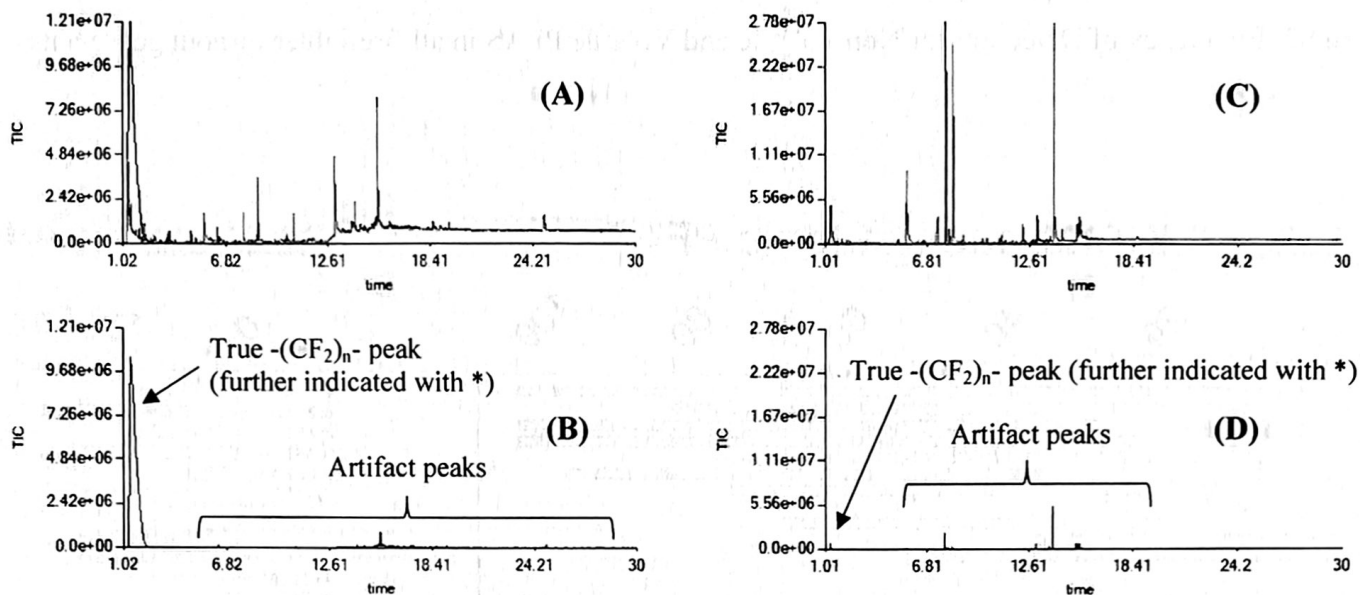 1.21e+07
9.68e+06
7.26e+06
4.84e+06
2.42e+06
0.0e+00
TIC
(A)
1.02 6.82 12.61 18.41 24.21 30
time
2.78e+07
2.22e+07
1.67e+07
1.11e+07
5.56e+06
0.0e+00
TIC
(C)
1.01 6.81 12.61 18.41 24.2 30
time
1.21e+07
9.68e+06
7.26e+06
4.84e+06
2.42e+06
0.0e+00
TIC
True -(CF₂)ₙ- peak
(further indicated with *)
(B)
Artifact peaks
1.02 6.82 12.61 18.41 24.21 30
time
2.78e+07
2.22e+07
1.67e+07
1.11e+07
5.56e+06
0.0e+00
TIC
True -(CF₂)ₙ- peak (further indicated with *)
Artifact peaks
(D)
1.01 6.81 12.61 18.41 24.2 30
time